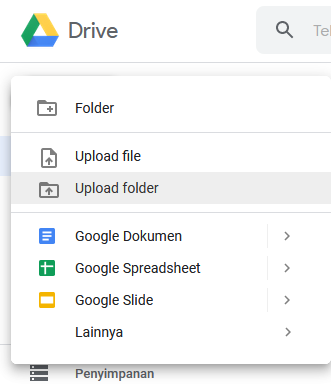 Drive
Folder
Upload file
Upload folder
Google Dokumen
Google Spreadsheet
Google Slide
Lainnya
Penyimpanan